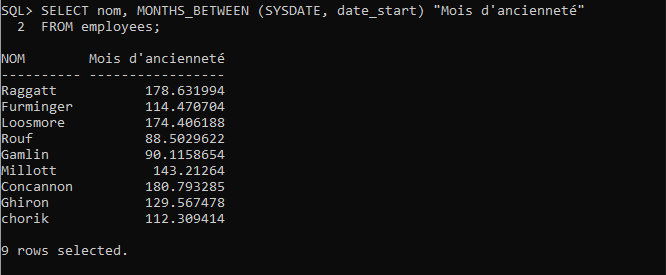 SQL> SELECT nom, MONTHS_BETWEEN (SYSDATE, date_start) "Mois d'ancienneté"
  2  FROM employees;

NOM        Mois d'ancienneté
---------- -----------------
Raggatt           178.631994
Furminger         114.470704
Loosmore          174.406188
Rouf              88.5029622
Gamlin            90.1158654
Millott            143.21264
Concannon         180.793285
Ghiron            129.567478
chorik            112.309414

9 rows selected.